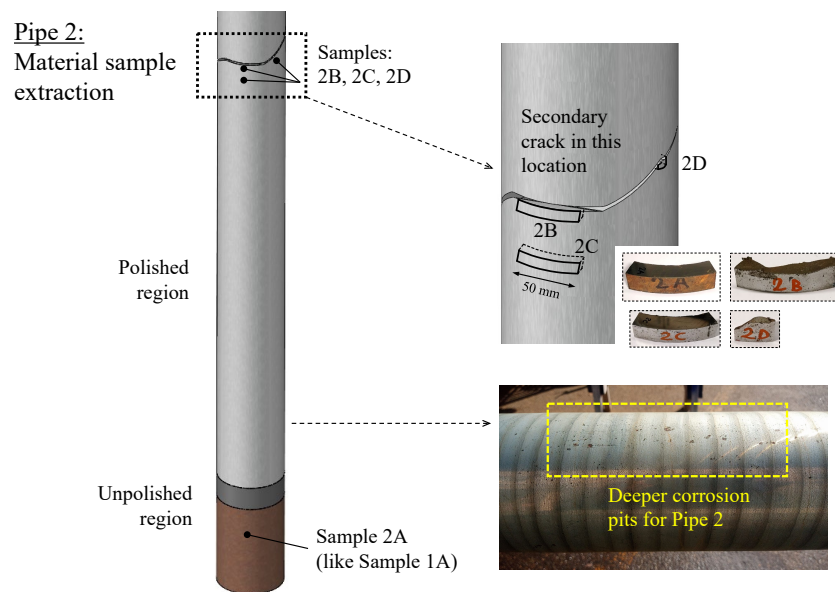 Pipe 2:
Material sample
extraction
Samples:
2B, 2C, 2D
Secondary
crack in this
location
2D
2B
2C
50 mm
2A
2B
2C
2D
Polished
region
Deeper corrosion
pits for Pipe 2
Unpolished
region
Sample 2A
(like Sample 1A)